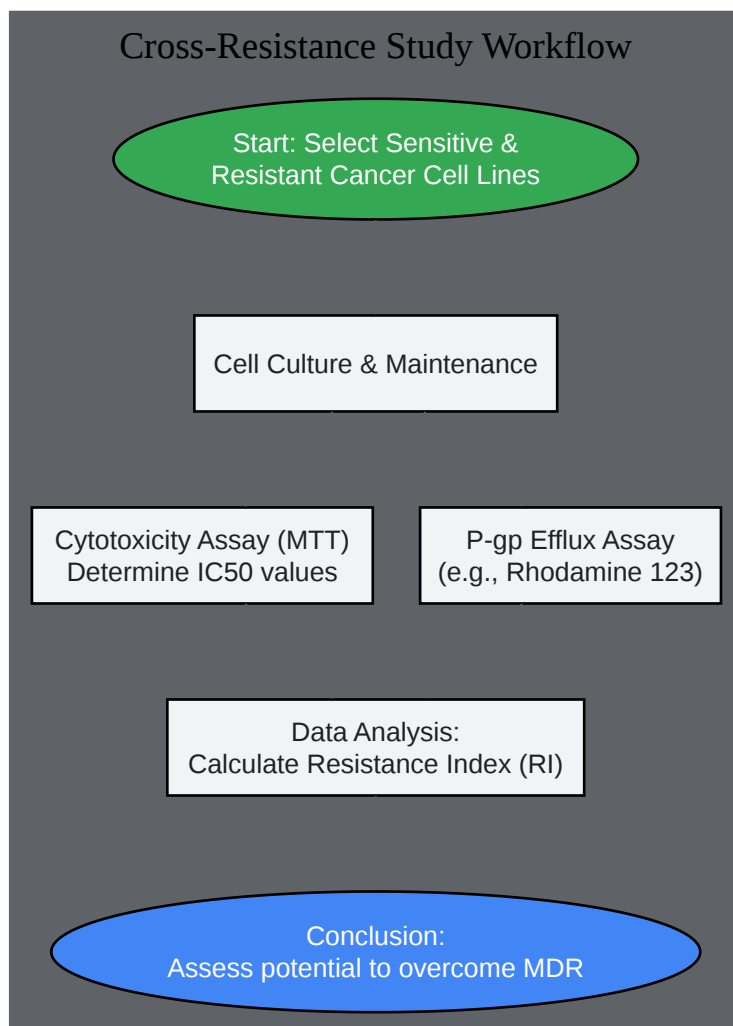 Cross-Resistance Study Workflow
Start: Select Sensitive &
Resistant Cancer Cell Lines
Cell Culture & Maintenance
Cytotoxicity Assay (MTT)
Determine IC50 values
P-gp Efflux Assay
(e.g., Rhodamine 123)
Data Analysis:
Calculate Resistance Index (RI)
Conclusion:
Assess potential to overcome MDR